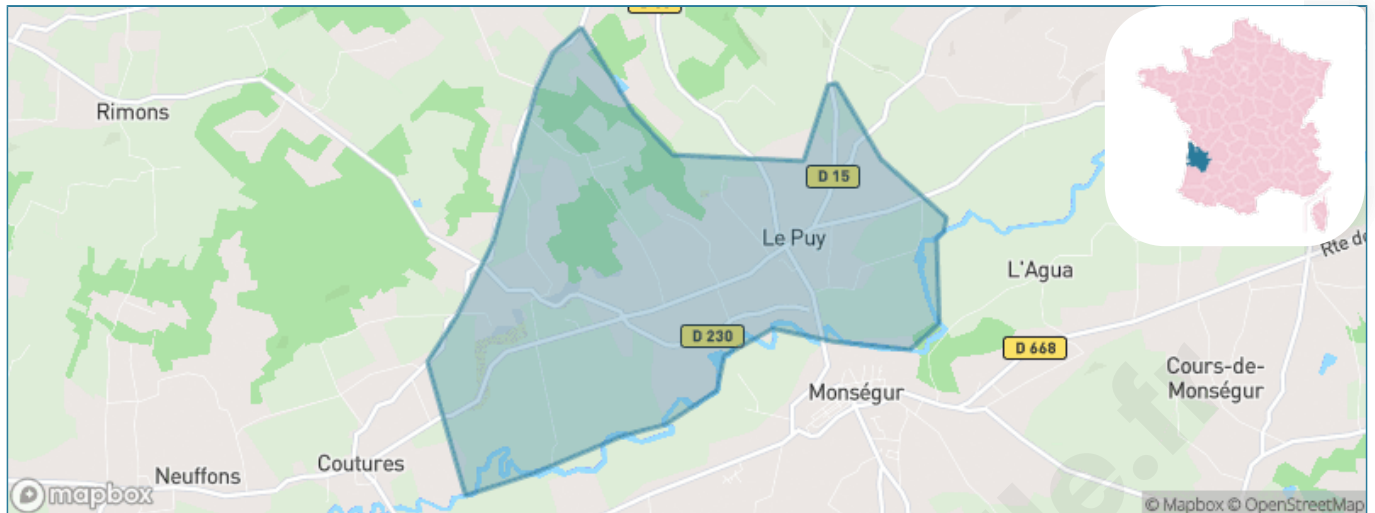 Rimons
D 15
Le Puy
L'Agua
Rte de
D 230
D 668
Monségur
Cours-de-
Monségur
Coutures
Neuffons
mapbox
© Mapbox © OpenStreetMap